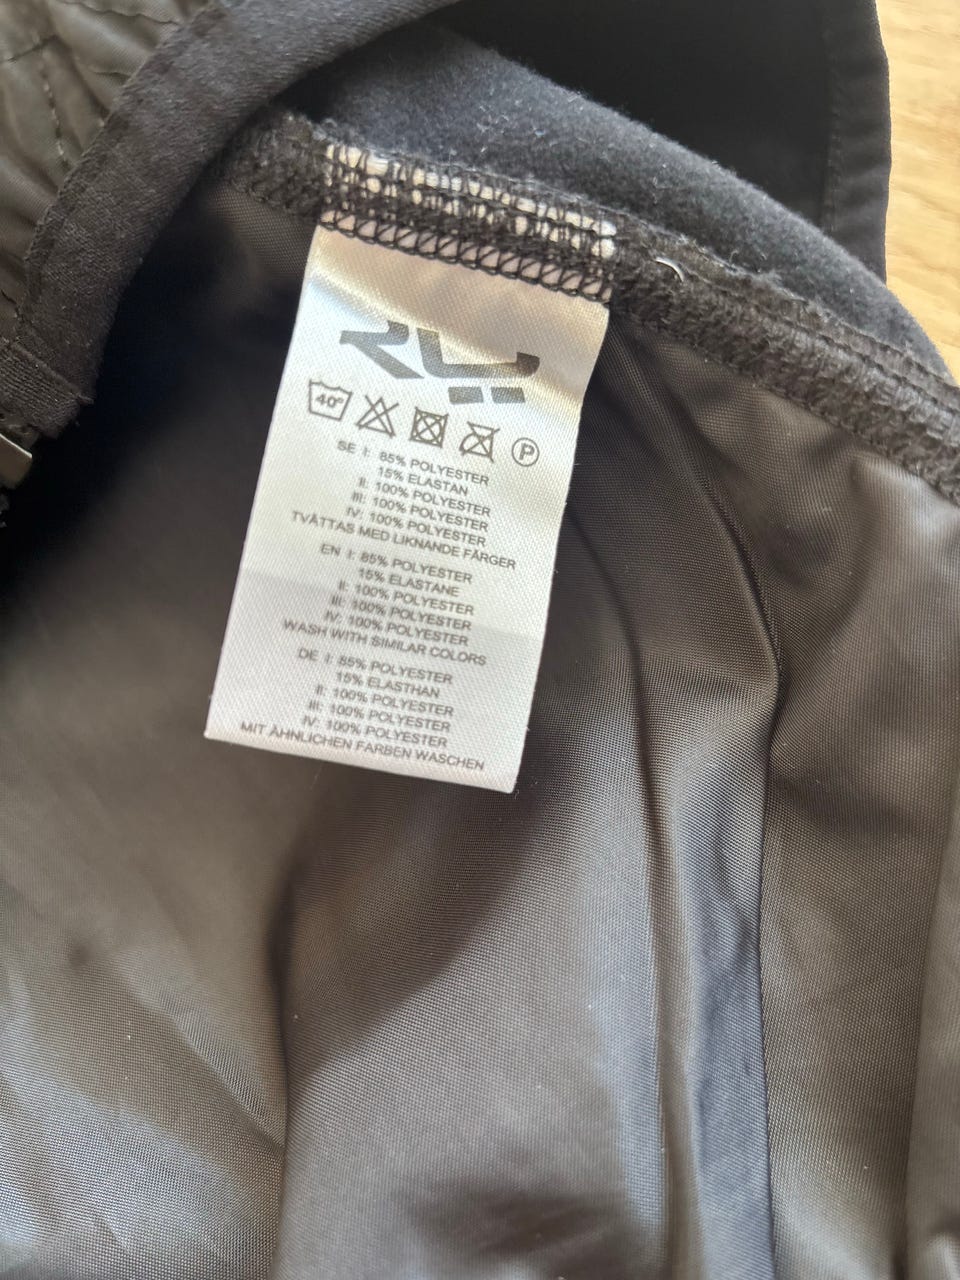 40°
P
SE I: 85% POLYESTER
15% ELASTAN
II: 100% POLYESTER
III: 100% POLYESTER
IV: 100% POLYESTER
TVÄTTAS MED LIKNANDE FÄRGER
EN I: 85% POLYESTER
15% ELASTANE
II: 100% POLYESTER
III: 100% POLYESTER
IV: 100% POLYESTER
WASH WITH SIMILAR COLORS
DE I: 85% POLYESTER
15% ELASTHAN
II: 100% POLYESTER
III: 100% POLYESTER
IV: 100% POLYESTER
MIT ÄHNLICHEN FARBEN WASCHEN